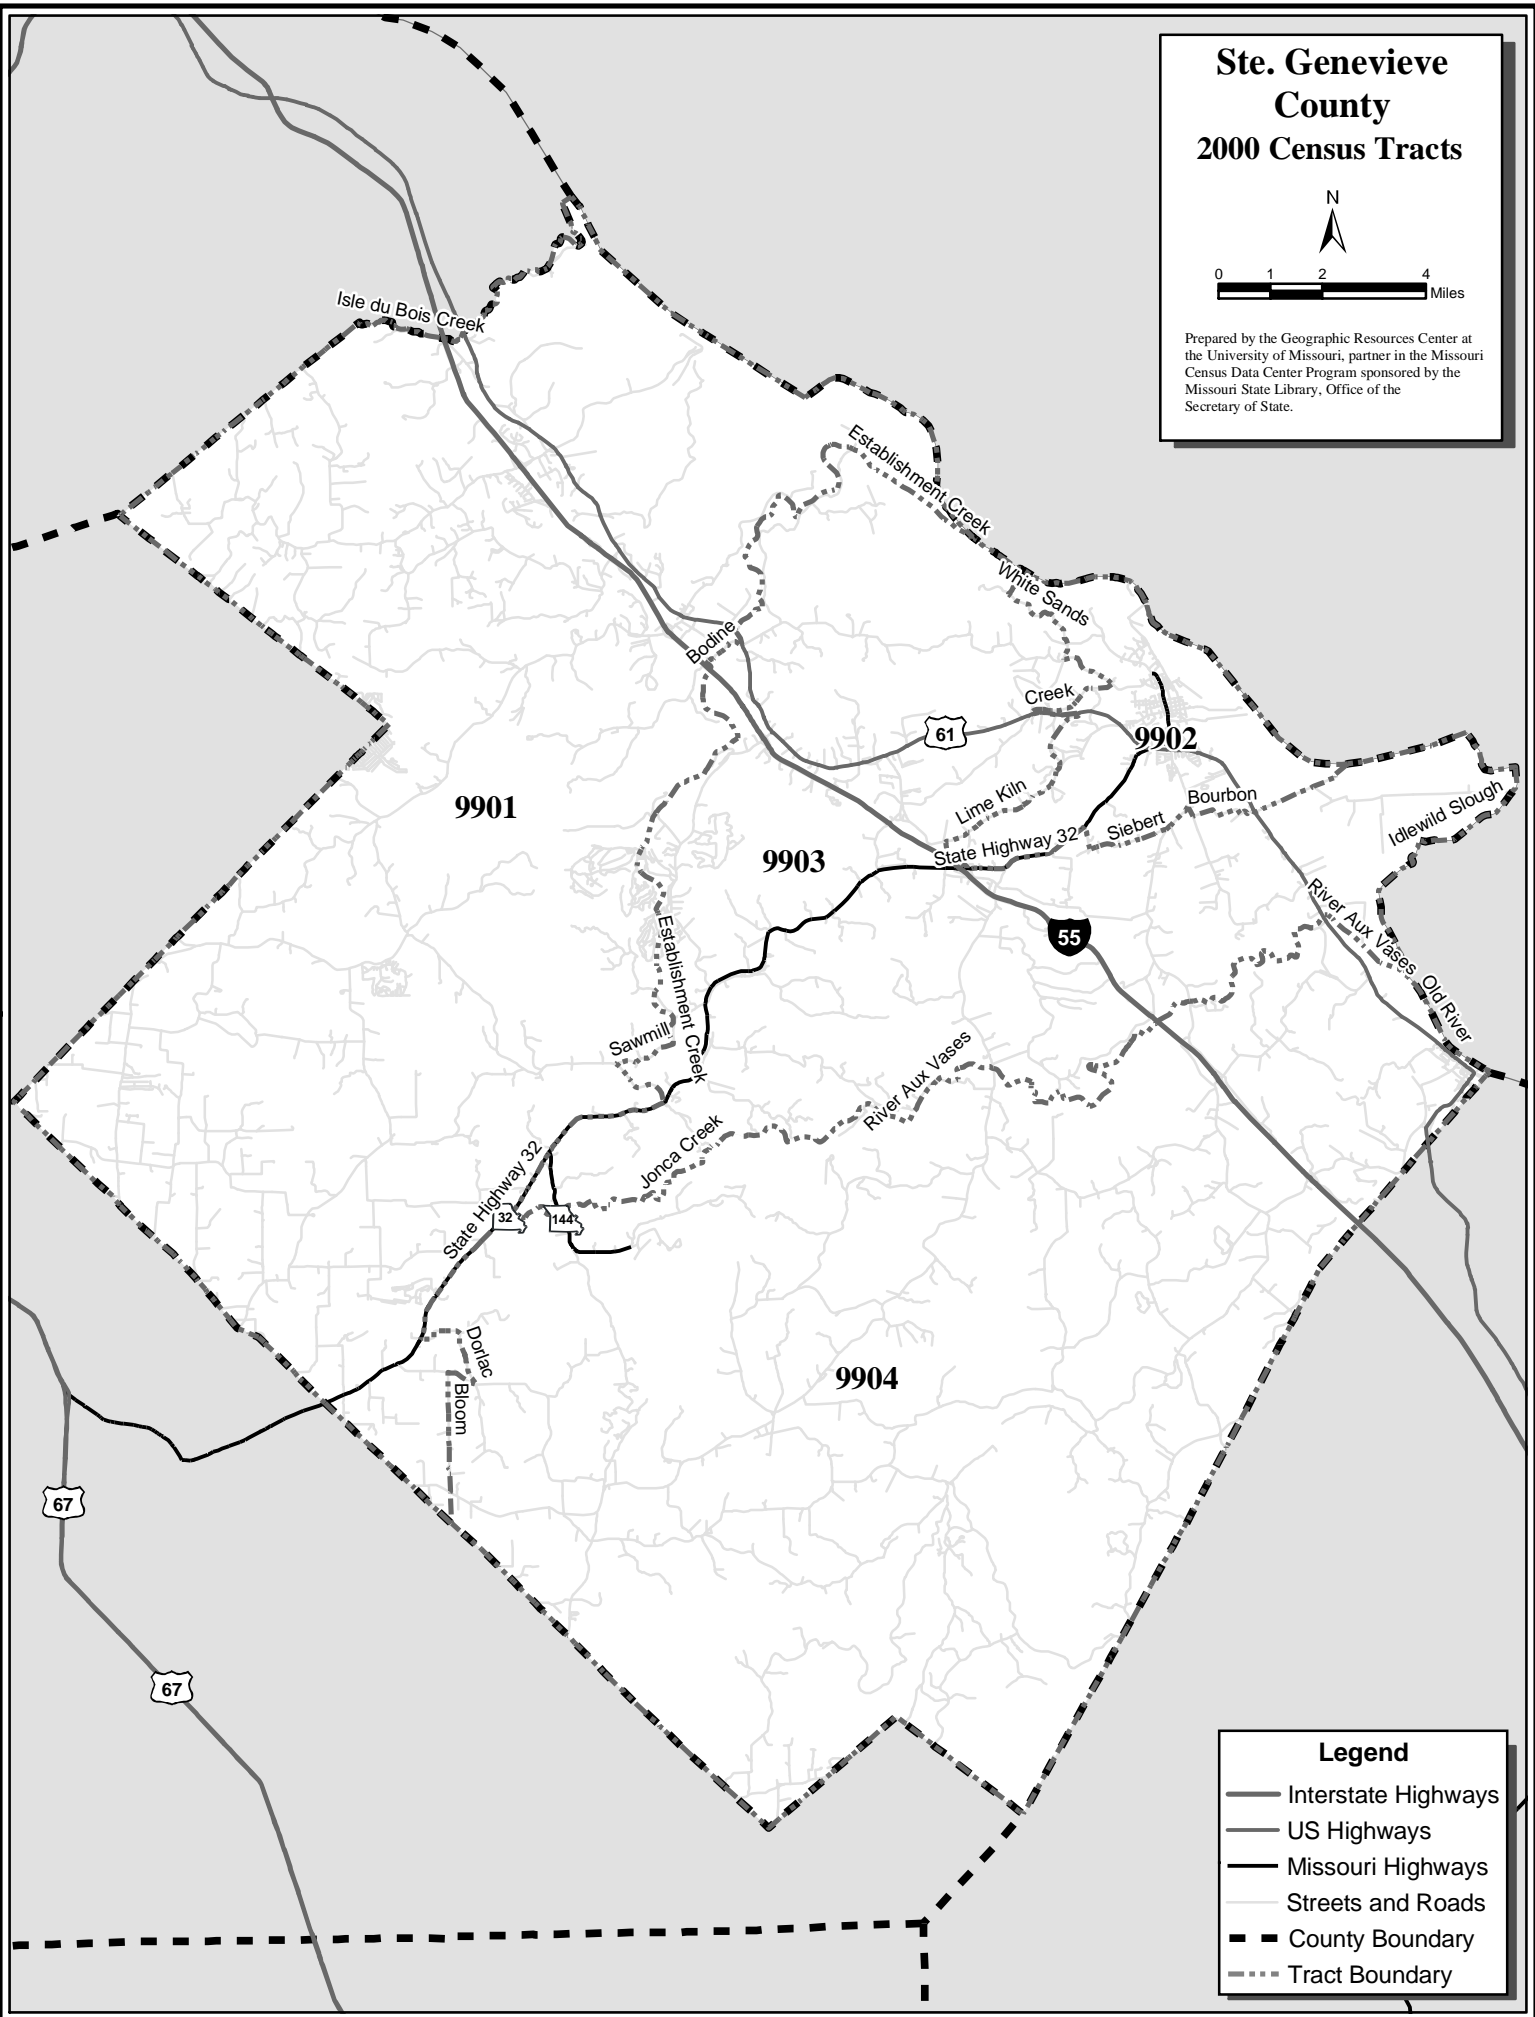 Ste. Genevieve
County
2000 Census Tracts
N
0 1 2 4
Miles
Prepared by the Geographic Resources Center at
the University of Missouri, partner in the Missouri
Census Data Center Program sponsored by the
Missouri State Library, Office of the
Secretary of State.
Isle du Bois Creek
Establishment Creek
White Sands
Bodine
Creek
61
9902
9901
Lime Kiln
Bourbon
Siebert
Idlewild Slough
State Highway 32
9903
River Aux Vases
55
Establishment Creek
Old River
Sawmill
River Aux Vases
Jonca Creek
State Highway 32
32
144
Dorlac
Bloom
9904
67
67
Legend
Interstate Highways
US Highways
Missouri Highways
Streets and Roads
County Boundary
Tract Boundary